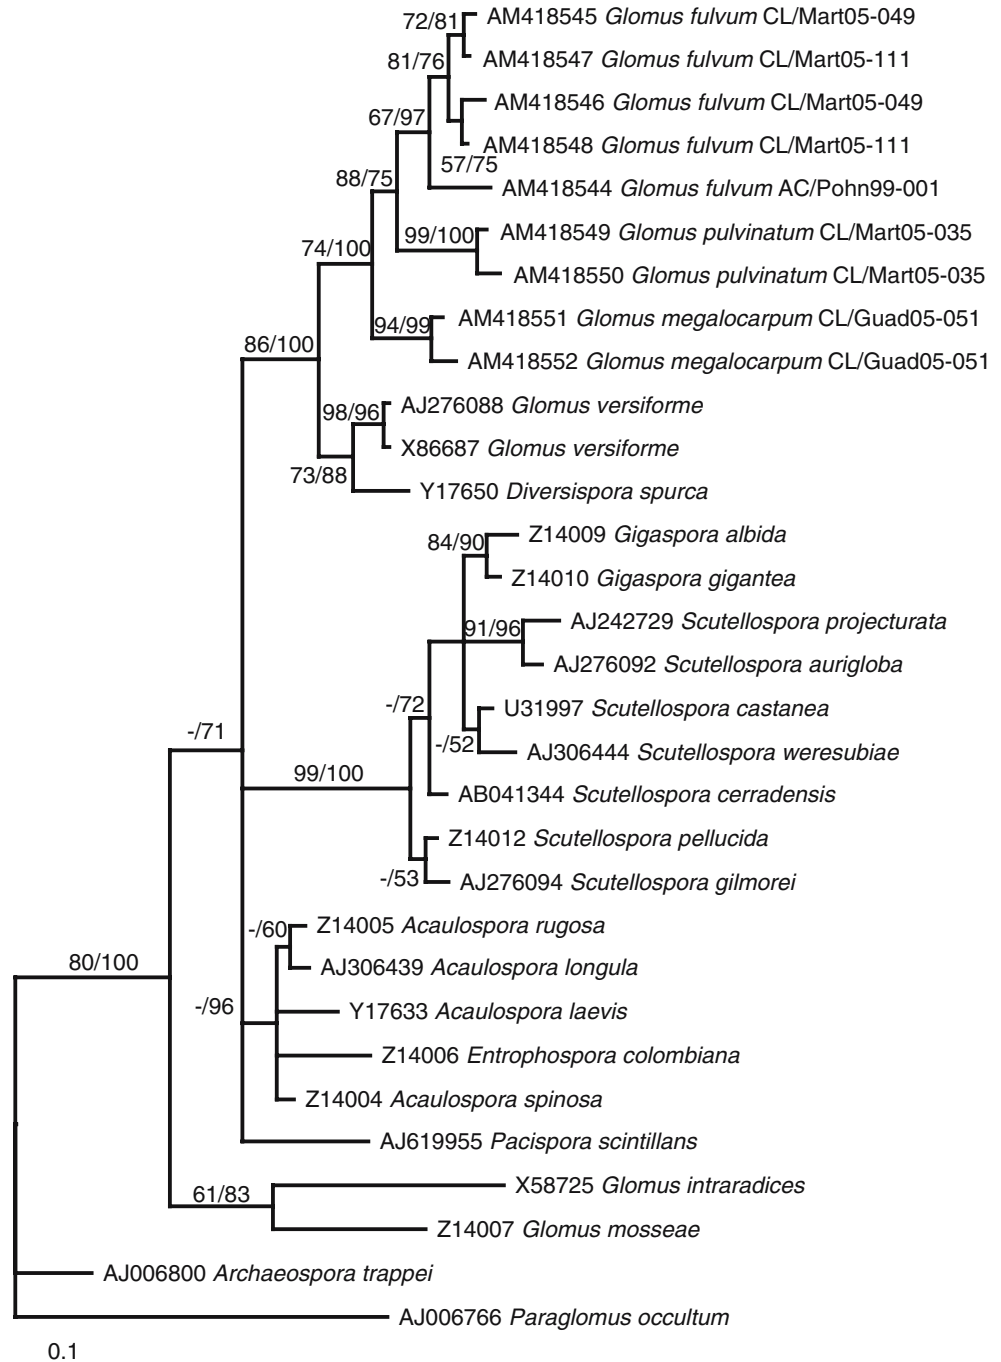 72/81
AM418545 Glomus fulvum CL/Mart05-049
81/76
AM418547 Glomus fulvum CL/Mart05-111
AM418546 Glomus fulvum CL/Mart05-049
67/97
AM418548 Glomus fulvum CL/Mart05-111
57/75
88/75
AM418544 Glomus fulvum AC/Pohn99-001
99/100
AM418549 Glomus pulvinatum CL/Mart05-035
74/100
AM418550 Glomus pulvinatum CL/Mart05-035
94/99
AM418551 Glomus megalocarpum CL/Guad05-051
86/100
AM418552 Glomus megalocarpum CL/Guad05-051
98/96
AJ276088 Glomus versiforme
X86687 Glomus versiforme
73/88
Y17650 Diversispora spurca
84/90
Z14009 Gigaspora albida
Z14010 Gigaspora gigantea
91/96
AJ242729 Scutellospora projecturata
AJ276092 Scutellospora aurigloba
-/72
U31997 Scutellospora castanea
-/71
-/52
AJ306444 Scutellospora weresubiae
99/100
AB041344 Scutellospora cerradensis
Z14012 Scutellospora pellucida
-/53
AJ276094 Scutellospora gilmorei
-/60
Z14005 Acaulospora rugosa
80/100
AJ306439 Acaulospora longula
-/96
Y17633 Acaulospora laevis
Z14006 Entrophospora colombiana
Z14004 Acaulospora spinosa
AJ619955 Pacispora scintillans
61/83
X58725 Glomus intraradices
Z14007 Glomus mosseae
AJ006800 Archaeospora trappei
AJ006766 Paraglomus occultum
0.1